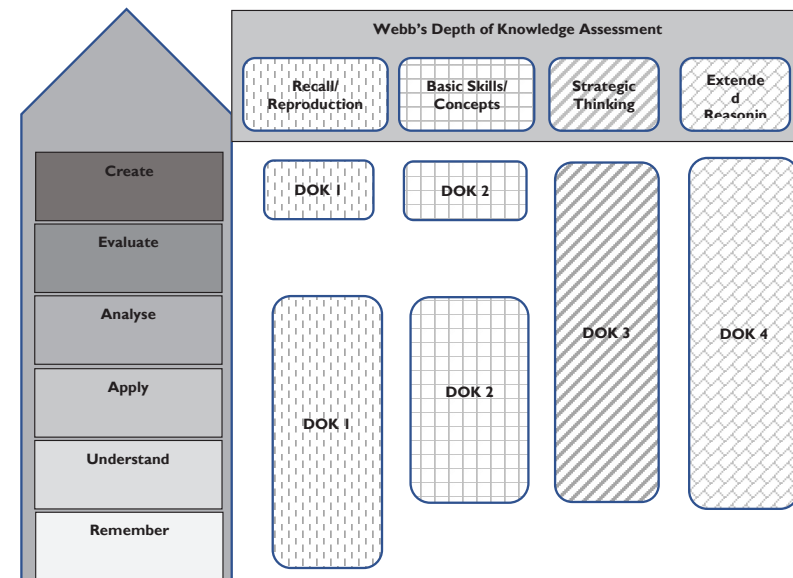 Webb's Depth of Knowledge Assessment
Recall/
Reproduction
Basic Skills/
Concepts
Strategic
Thinking
Extende
d
Reasonin
Create
DOK 1
DOK 2
Evaluate
Analyse
DOK 3
DOK 4
Apply
DOK 2
DOK 1
Understand
Remember